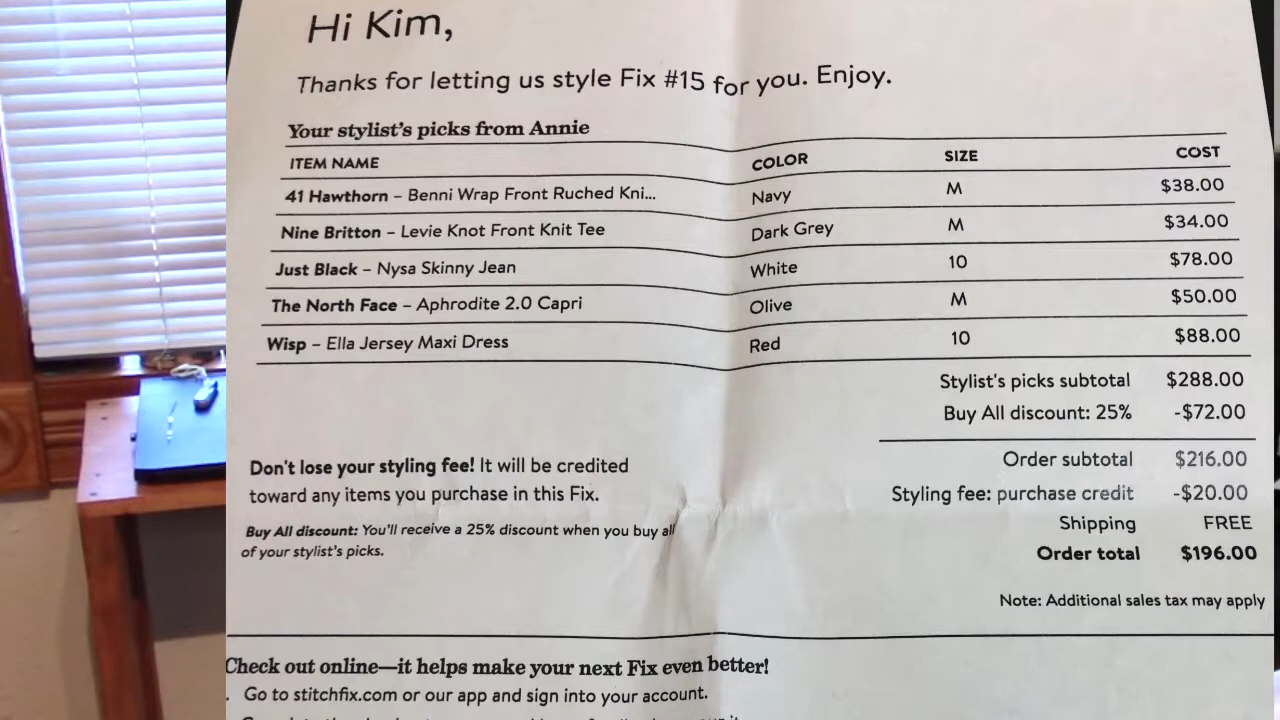 Hi Kim,
Thanks for letting us style Fix #15 for you. Enjoy.
Your stylist's picks from Annie
ITEM NAME COLOR SIZE COST
41 Hawthorn – Benni Wrap Front Ruched Kni... Navy M $38.00
Nine Britton – Levie Knot Front Knit Tee Dark Grey M $34.00
Just Black – Nysa Skinny Jean White 10 $78.00
The North Face – Aphrodite 2.0 Capri Olive M $50.00
Wisp – Ella Jersey Maxi Dress Red 10 $88.00
Stylist's picks subtotal $288.00
Buy All discount: 25% -$72.00
Order subtotal $216.00
Styling fee: purchase credit -$20.00
Shipping FREE
Order total $196.00
Note: Additional sales tax may apply
Don't lose your styling fee! It will be credited
toward any items you purchase in this Fix.
Buy All discount: You'll receive a 25% discount when you buy all
of your stylist's picks.
Check out online—it helps make your next Fix even better!
. Go to stitchfix.com or our app and sign into your account.